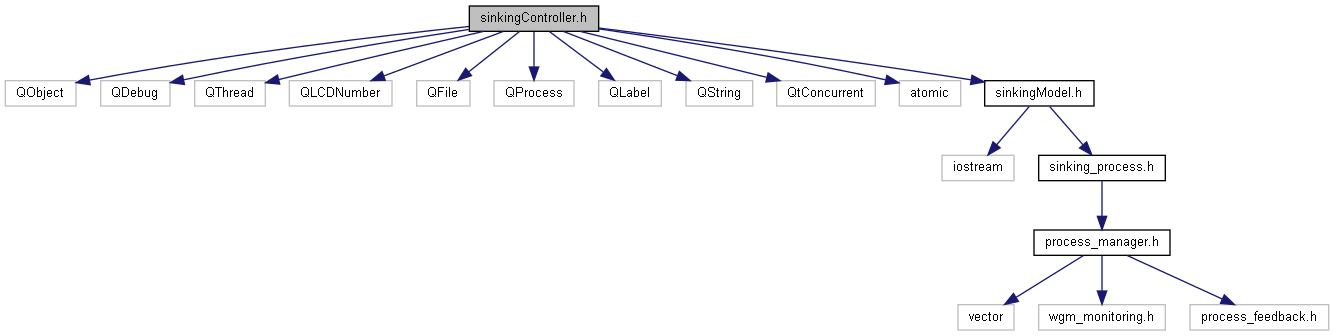 sinkingController.h
QObject
QDebug
QThread
QLCDNumber
QFile
QProcess
QLabel
QString
QtConcurrent
atomic
sinkingModel.h
iostream
sinking_process.h
process_manager.h
vector
wgm_monitoring.h
process_feedback.h